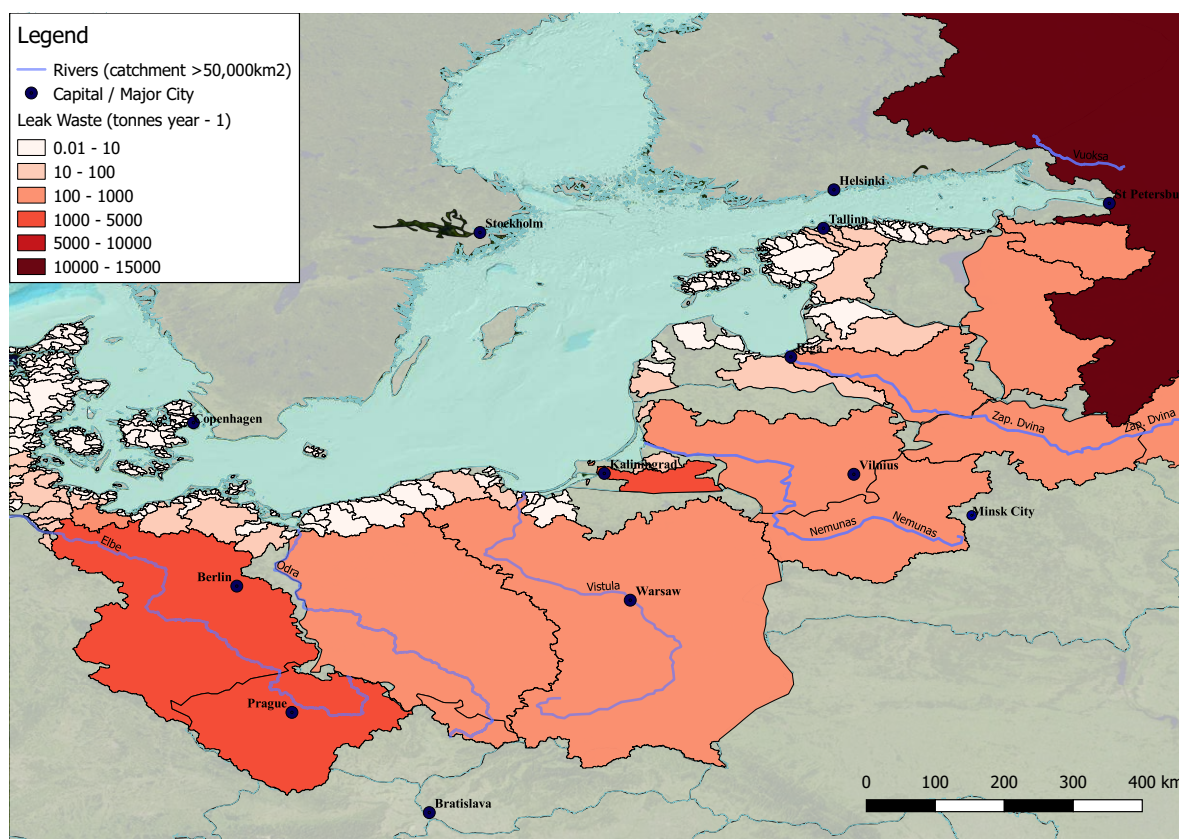 Legend
Rivers (catchment >50,000km2)
Capital / Major City
Leak Waste (tonnes year - 1)
0.01 - 10
10 - 100
100 - 1000
1000 - 5000
5000 - 10000
10000 - 15000
Vuoksa
Helsinki
St Petersbu
Tallinn
Stockholm
Riga
Copenhagen
Zap. Dvina
Zap. Dvina
Kaliningrad
Vilnius
Minsk City
Nemunas
Nemunas
Elbe
Odra
Berlin
Vistula
Warsaw
Prague
Bratislava
0 100 200 300 400 km